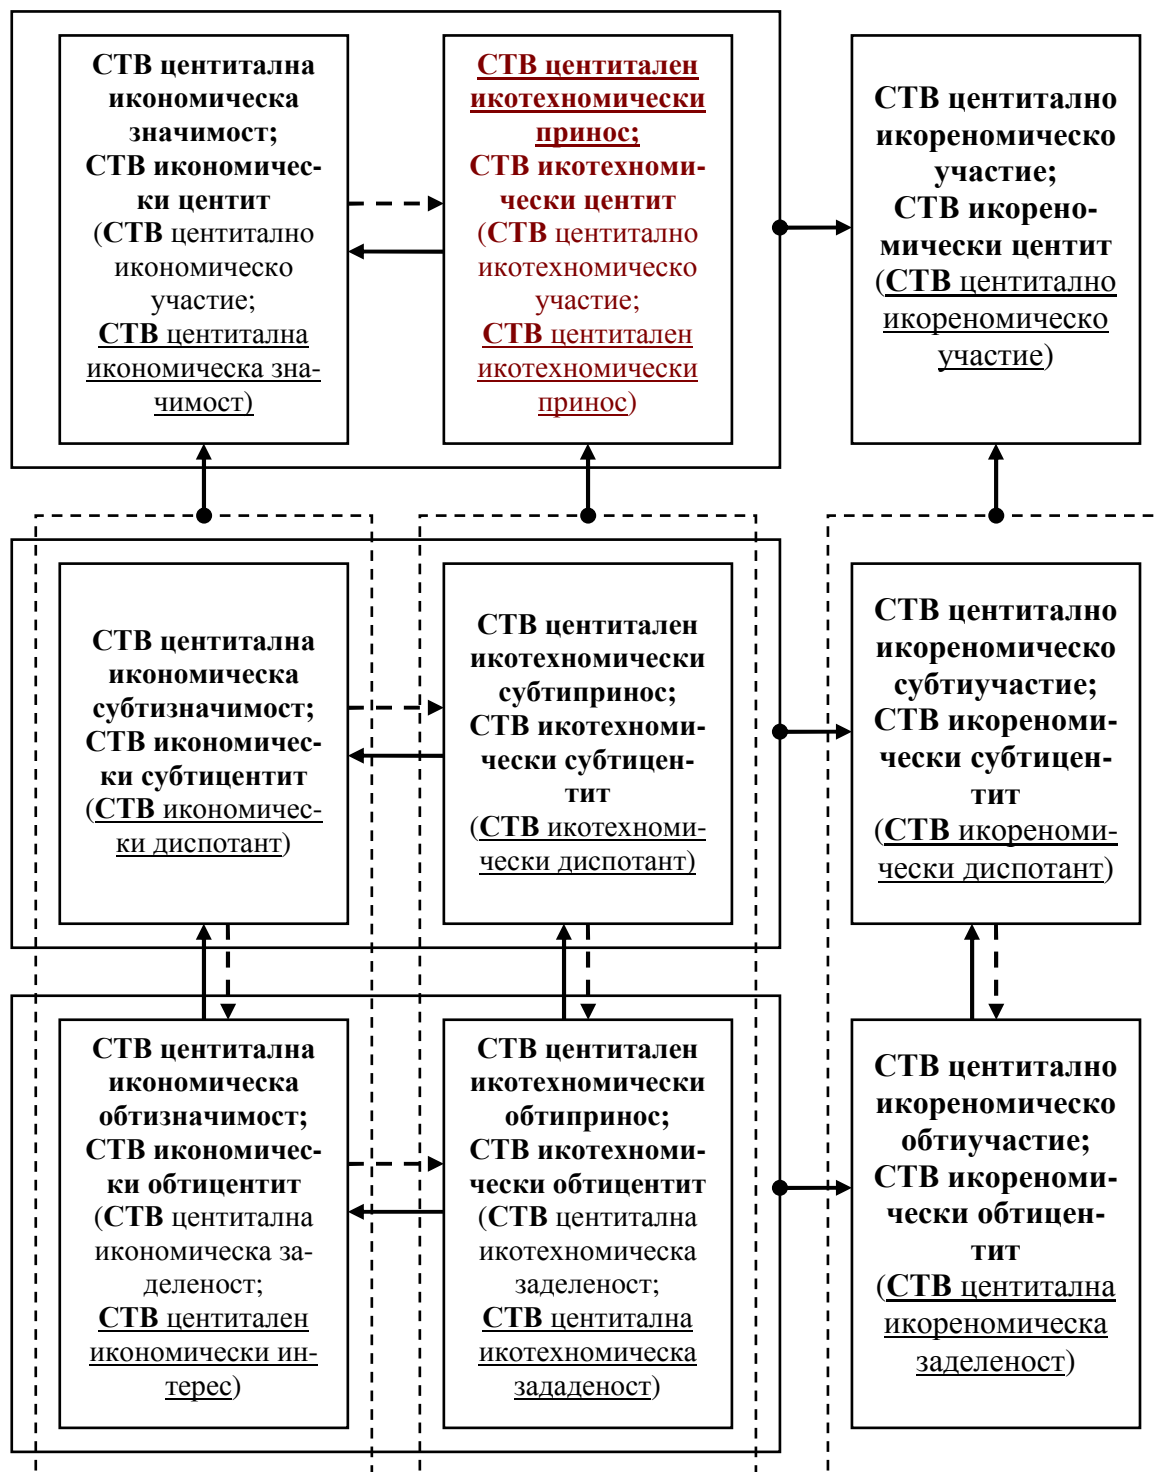 СТВ центитална
икономическа
значимост;
СТВ икономичес-
ки центит
(СТВ центитално
икономическо
участие;
СТВ центитална
икономическа зна-
чимост)
СТВ центитален
икотехномически
принос;
СТВ икотехноми-
чески центит
(СТВ центитално
икотехномическо
участие;
СТВ центитален
икотехномически
принос)
СТВ центитално
икореномическо
участие;
СТВ икорено-
мически центит
(СТВ центитално
икореномическо
участие)
СТВ центитална
икономическа
субтизначимост;
СТВ икономичес-
ки субтицентит
(СТВ икономичес-
ки диспотант)
СТВ центитален
икотехномически
субтипринос;
СТВ икотехноми-
чески субтицен-
тит
(СТВ икотехноми-
чески диспотант)
СТВ центитално
икореномическо
субтиучастие;
СТВ икореноми-
чески субтицен-
тит
(СТВ икореноми-
чески диспотант)
СТВ центитална
икономическа
обтизначимост;
СТВ икономичес-
ки обтицентит
(СТВ центитална
икономическа за-
деленост;
СТВ центитален
икономически ин-
терес)
СТВ центитален
икотехномически
обтипринос;
СТВ икотехноми-
чески обтицентит
(СТВ центитална
икотехномическа
заделеност;
СТВ центитална
икотехномическа
зададеност)
СТВ центитално
икореномическо
обтиучастие;
СТВ икореноми-
чески обтицен-
тит
(СТВ центитална
икореномическа
заделеност)